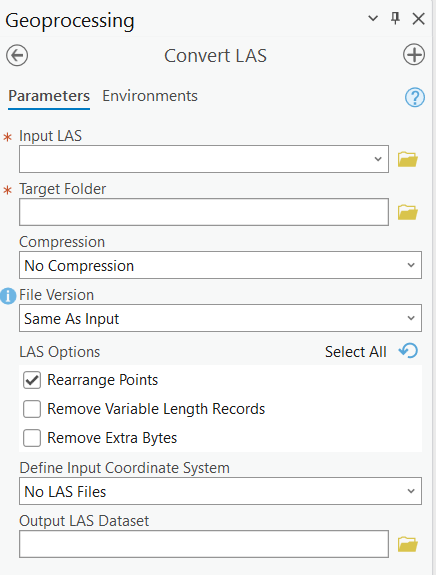 Geoprocessing
Convert LAS
Parameters Environments
?
* Input LAS
* Target Folder
Compression
No Compression
i File Version
Same As Input
LAS Options Select All
Rearrange Points
Remove Variable Length Records
Remove Extra Bytes
Define Input Coordinate System
No LAS Files
Output LAS Dataset